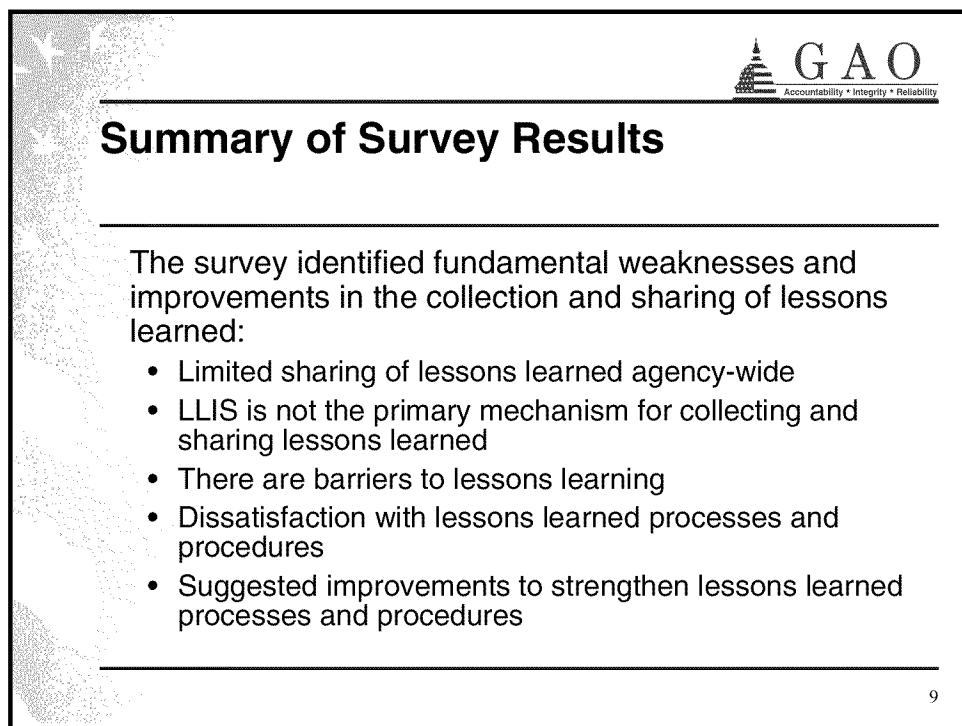 GAO
Accountability * Integrity * Reliability
Summary of Survey Results
The survey identified fundamental weaknesses and
improvements in the collection and sharing of lessons
learned:
• Limited sharing of lessons learned agency-wide
• LLIS is not the primary mechanism for collecting and
sharing lessons learned
• There are barriers to lessons learning
• Dissatisfaction with lessons learned processes and
procedures
• Suggested improvements to strengthen lessons learned
processes and procedures
9